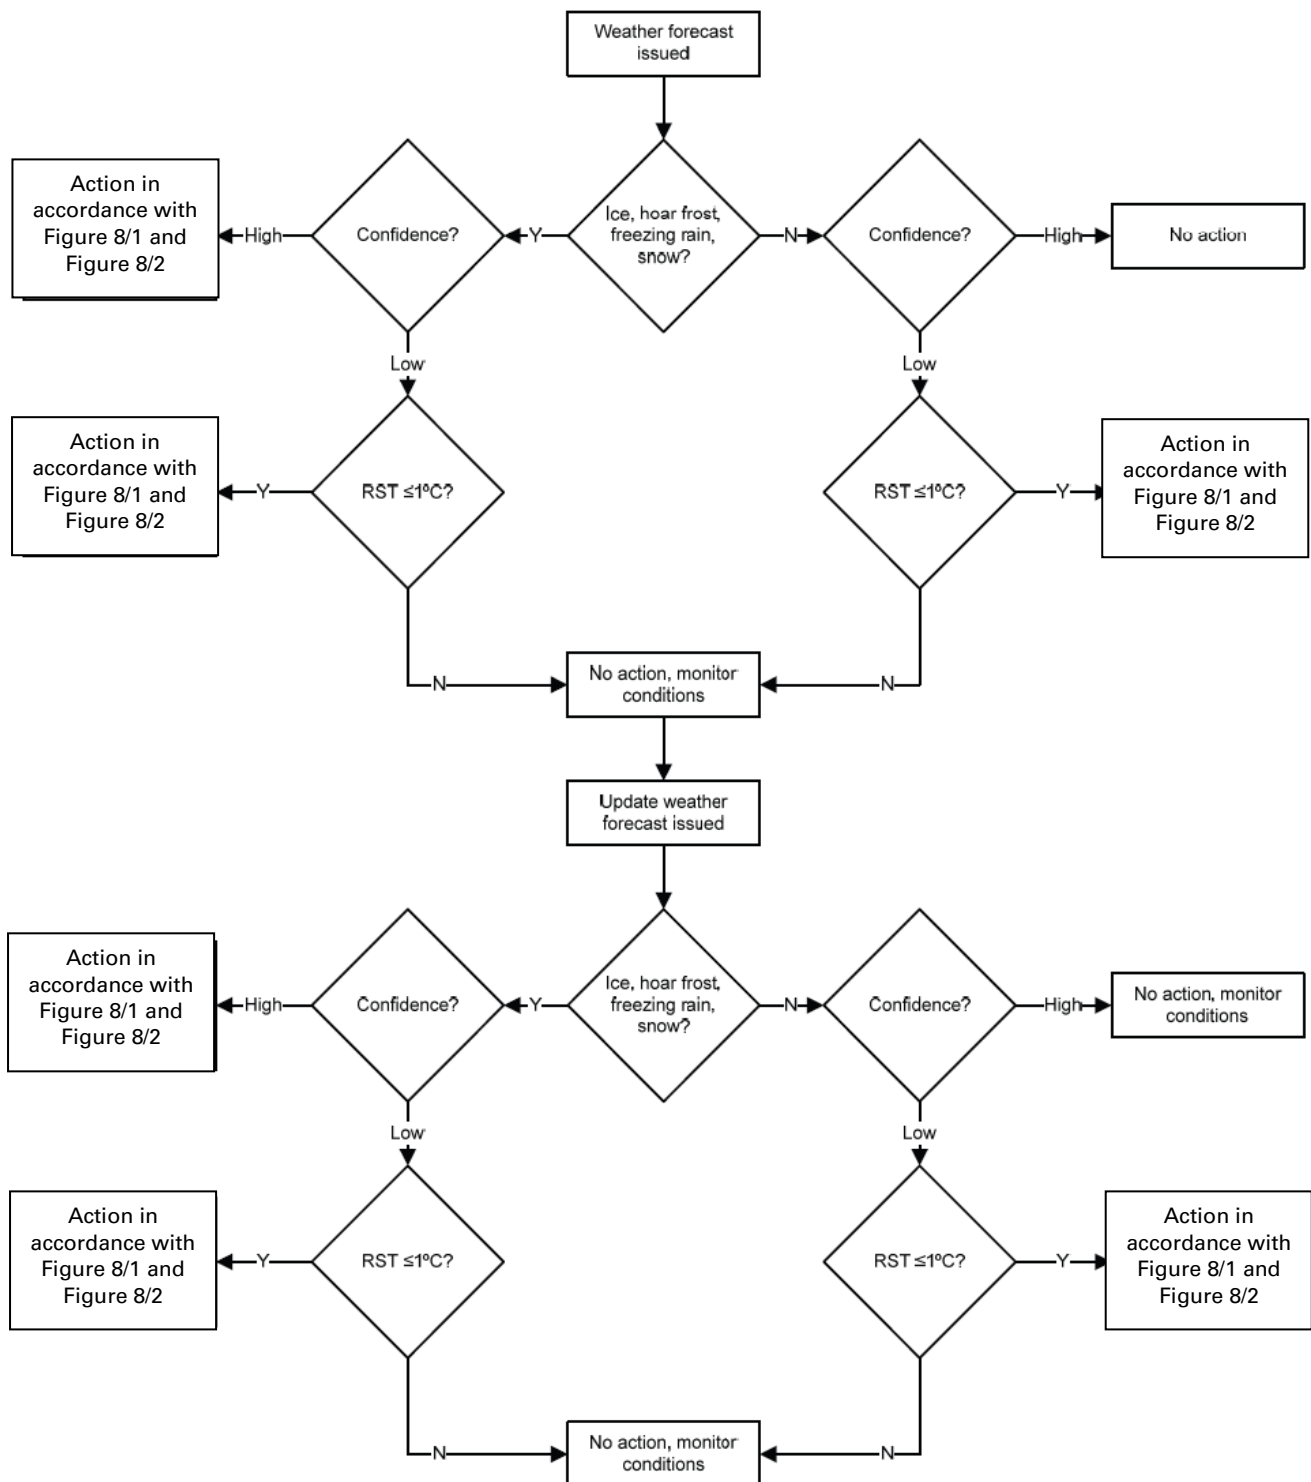 Weather forecast
issued
Action in
accordance with
Figure 8/1 and
Figure 8/2
High
Confidence?
Y
Ice, hoar frost,
freezing rain,
snow?
N
Confidence?
High
No action
Low
Low
Action in
accordance with
Figure 8/1 and
Figure 8/2
Y
RST ≤1ºC?
RST ≤1ºC?
Y
Action in
accordance with
Figure 8/1 and
Figure 8/2
N
No action, monitor
conditions
N
Update weather
forecast issued
Action in
accordance with
Figure 8/1 and
Figure 8/2
High
Confidence?
Y
Ice, hoar frost,
freezing rain,
snow?
N
Confidence?
High
No action, monitor
conditions
Low
Low
Action in
accordance with
Figure 8/1 and
Figure 8/2
Y
RST ≤1ºC?
RST ≤1ºC?
Y
Action in
accordance with
Figure 8/1 and
Figure 8/2
N
No action, monitor
conditions
N